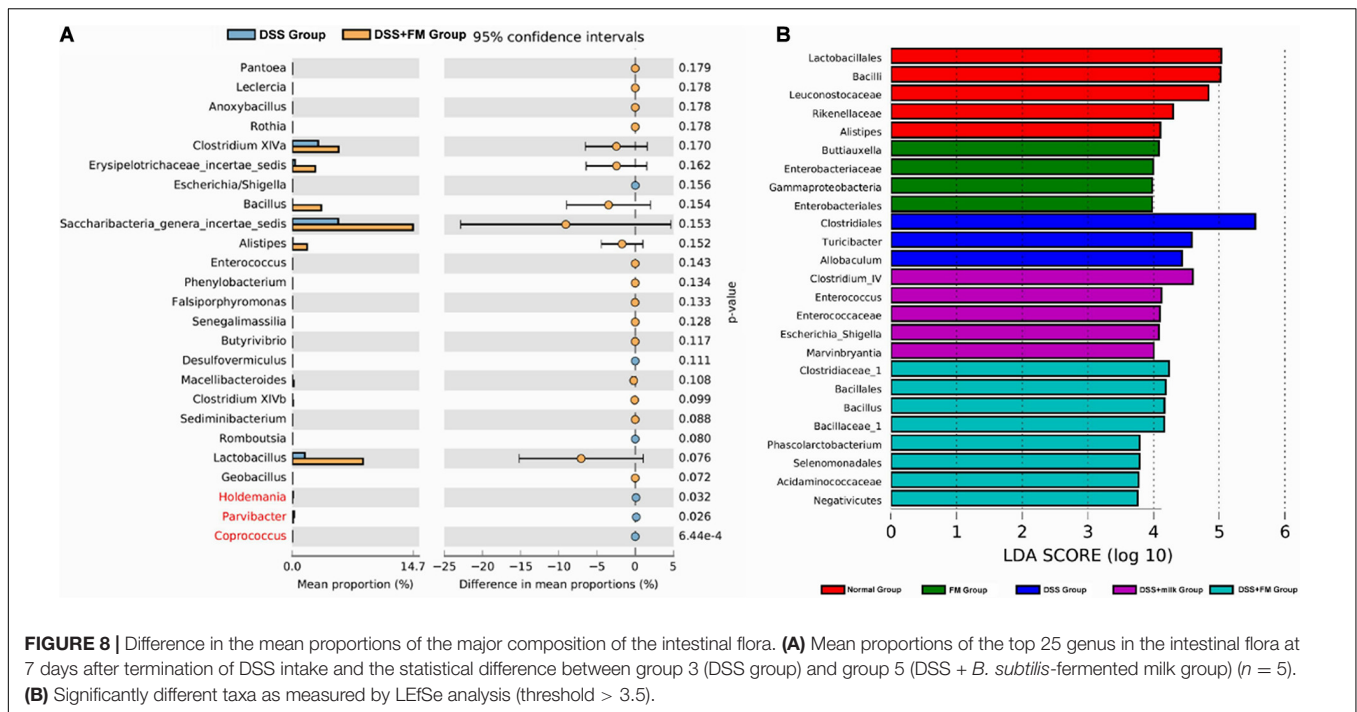 A
DSS Group
DSS+FM Group
95% confidence intervals
Pantoea 0.179
Leclercia 0.178
Anoxybacillus 0.178
Rothia 0.178
Clostridium XIVa 0.170
Erysipelotrichaceae_incertae_sedis 0.162
Escherichia/Shigella 0.156
Bacillus 0.154
Saccharibacteria_genera_incertae_sedis 0.153
Alistipes 0.152
Enterococcus 0.143
Phenylobacterium 0.134
Falsiporphyromonas 0.133
Senegalimassilia 0.128
Butyrivibrio 0.117
Desulfovermiculus 0.111
Macellibacteroides 0.108
Clostridium XIVb 0.099
Sediminibacterium 0.088
Romboutsia 0.080
Lactobacillus 0.076
Geobacillus 0.072
Holdemania 0.032
Parvibacter 0.026
Coprococcus 6.44e-4
p-value
0.0 14.7 −25 −20 −15 −10 −5 0 5
Mean proportion (%) Difference in mean proportions (%)
B
Lactobacillales
Bacilli
Leuconostocaceae
Rikenellaceae
Alistipes
Buttiauxella
Enterobacteriaceae
Gammaproteobacteria
Enterobacteriales
Clostridiales
Turicibacter
Allobaculum
Clostridium_IV
Enterococcus
Enterococcaceae
Escherichia_Shigella
Marvinbryantia
Clostridiaceae_1
Bacillales
Bacillus
Bacillaceae_1
Phascolarctobacterium
Selenomonadales
Acidaminococcaceae
Negativicutes
0 1 2 3 4 5 6
LDA SCORE (log 10)
Normal Group FM Group DSS Group DSS+milk Group DSS+FM Group
FIGURE 8 | Difference in the mean proportions of the major composition of the intestinal flora. (A) Mean proportions of the top 25 genus in the intestinal flora at
7 days after termination of DSS intake and the statistical difference between group 3 (DSS group) and group 5 (DSS + B. subtilis-fermented milk group) (n = 5).
(B) Significantly different taxa as measured by LEfSe analysis (threshold > 3.5).